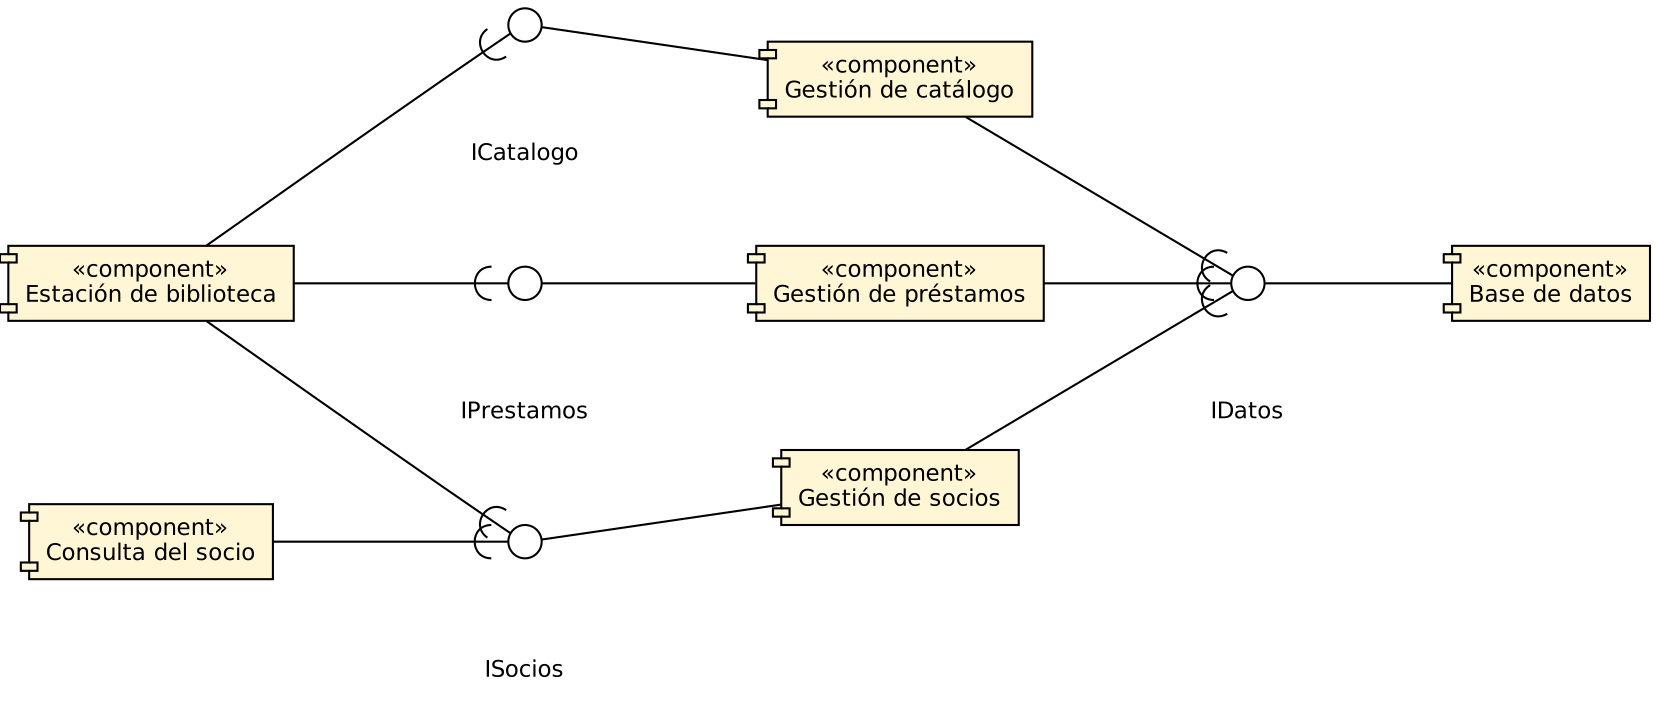 «component»
Gestión de catálogo
ICatalogo
«component»
Estación de biblioteca
«component»
Gestión de préstamos
«component»
Base de datos
IPrestamos
IDatos
«component»
Gestión de socios
«component»
Consulta del socio
ISocios